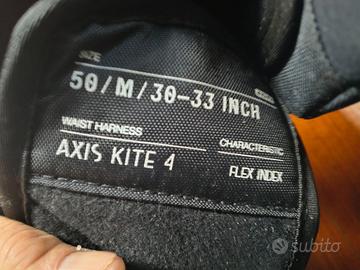 SIZE
50/M/30-33 INCH
WAIST HARNESS
CHARACTERISTIC
AXIS KITE 4
FLEX INDEX
subito